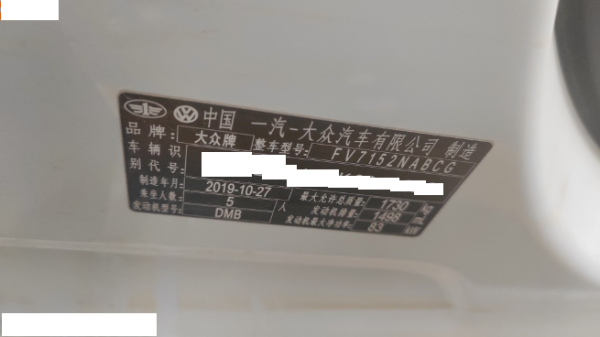 中国 一汽-大众汽车有限公司 制造
品牌: 大众牌 整车型号: FV7152NABCG
车辆识别代号:
制造年月: 2019-10-27 最大允许总质量: 1730 kg
乘坐人数: 5 人 发动机排量: 1498
发动机型号: DMB 发动机最大净功率: 83 kW